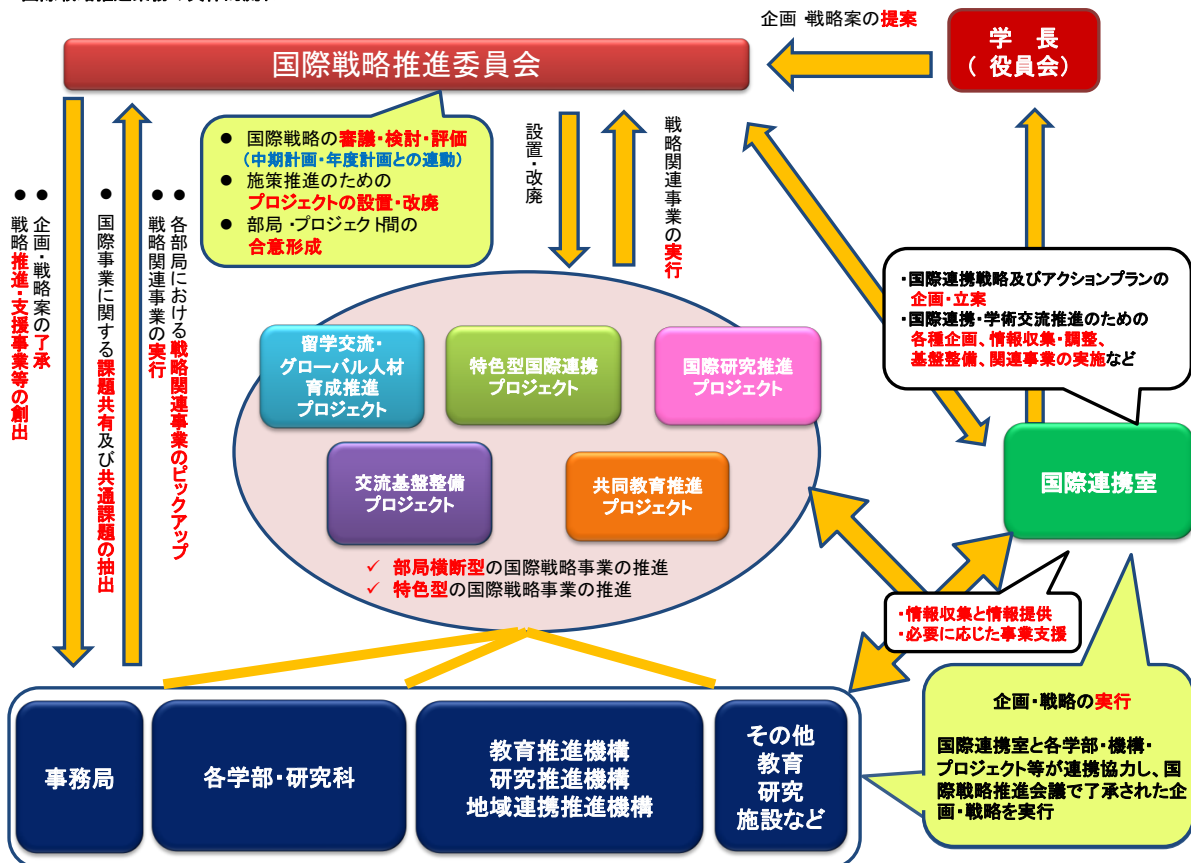 企画・戦略案の提案
国際戦略推進委員会
学 長
( 役員会)
● 国際戦略の審議・検討・評価
(中期計画・年度計画との連動)
● 施策推進のための
プロジェクトの設置・改廃
● 部局・プロジェクト間の
合意形成
設置・改廃
戦略関連事業の実行
● 企画・戦略案の了承
● 戦略推進・支援事業等の創出
● 国際事業に関する課題共有及び共通課題の抽出
● 各部局における戦略関連事業のピックアップ
● 戦略関連事業の実行
・国際連携戦略及びアクションプランの
企画・立案
・国際連携・学術交流推進のための
各種企画、情報収集・調整、
基盤整備、関連事業の実施など
留学交流・
グローバル人材
育成推進
プロジェクト
特色型国際連携
プロジェクト
国際研究推進
プロジェクト
交流基盤整備
プロジェクト
共同教育推進
プロジェクト
国際連携室
✓ 部局横断型の国際戦略事業の推進
✓ 特色型の国際戦略事業の推進
・情報収集と情報提供
・必要に応じた事業支援
事務局
各学部・研究科
教育推進機構
研究推進機構
地域連携推進機構
その他
教育
研究
施設など
企画・戦略の実行
国際連携室と各学部・機構・
プロジェクト等が連携協力し、国
際戦略推進会議で了承された企
画・戦略を実行